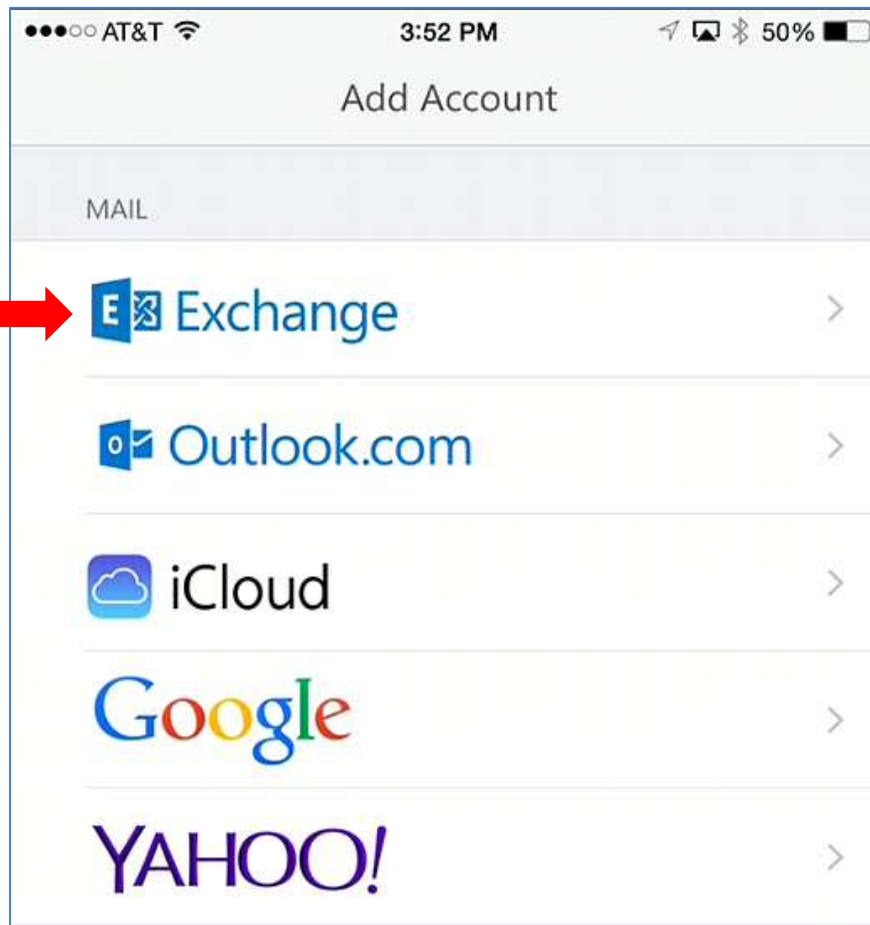 AT&T 3:52 PM 50%
Add Account
MAIL
E Exchange
o Outlook.com
iCloud
Google
YAHOO!